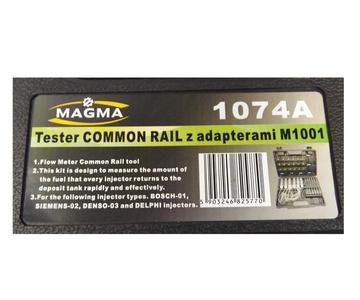 MAGMA
1074A
Tester COMMON RAIL z adapterami M1001
1.Flow Meter Common Rail tool
2.This kit is design to measure the amount of
the fuel that every injector returns to the
deposit tank rapidly and effectively.
3.For the following injector types. BOSCH-01,
SIEMENS-02, DENSO-03 and DELPHI injectors.
5903246825770